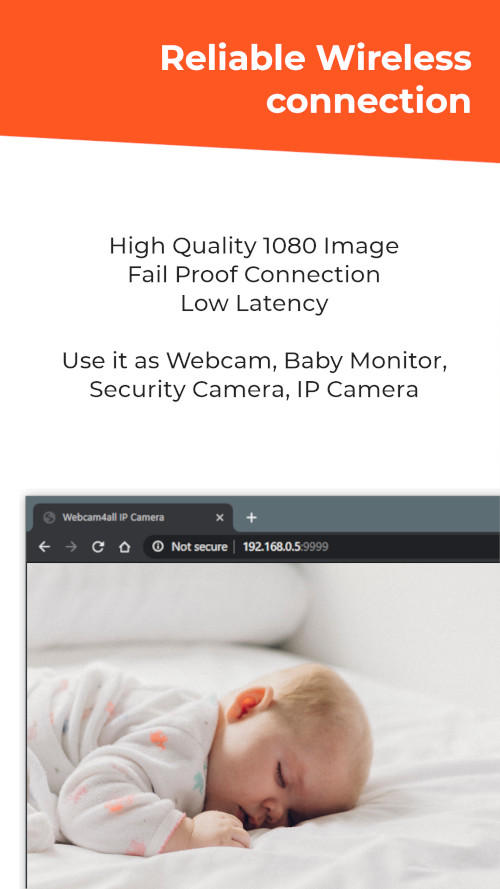 Reliable Wireless
connection
High Quality 1080 Image
Fail Proof Connection
Low Latency
Use it as Webcam, Baby Monitor,
Security Camera, IP Camera
Webcam4all IP Camera
Not secure | 192.168.0.5:9999